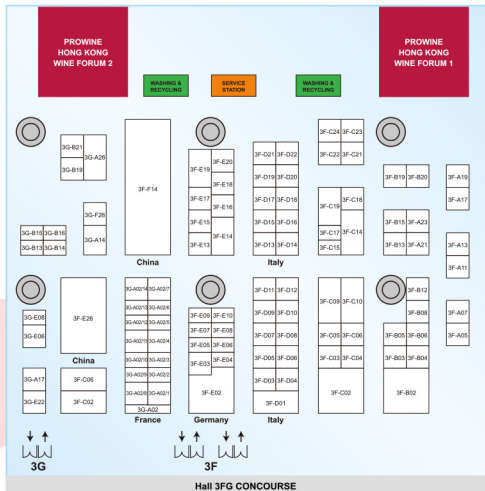 PROWINE
HONG KONG
WINE FORUM 2
PROWINE
HONG KONG
WINE FORUM 1
WASHING &
RECYCLING
SERVICE
STATION
WASHING &
RECYCLING
3G-B21
3G-A26
3G-B19
3F-F14
3F-E19
3F-E20
3F-E18
3F-E17
3F-E16
3F-E15
3F-E14
3F-E13
3F-D21 3F-D22
3F-D19 3F-D20
3F-D17 3F-D18
3F-D15 3F-D16
3F-D13 3F-D14
3F-C24 3F-C23
3F-C22 3F-C21
3F-C19
3F-C18
3F-C17
3F-C14
3F-C15
3F-B19 3F-B20
3F-B15 3F-A23
3F-B13 3F-A21
3F-A19
3F-A17
3F-A13
3F-A11
3G-F26
3G-A14
3G-B15 3G-B16
3G-B13 3G-B14
China
Italy
3G-E08
3G-E06
3F-E26
China
3G-A02/14 3G-A02/7
3G-A02/13 3G-A02/6
3G-A02/12 3G-A02/5
3G-A02/11 3G-A02/4
3G-A02/10 3G-A02/3
3G-A02/9 3G-A02/2
3G-A02/8 3G-A02/1
3G-A02
3F-E09 3F-E10
3F-E07 3F-E08
3F-E05 3F-E06
3F-E03 3F-E04
3F-E02
3F-D11 3F-D12
3F-D09 3F-D10
3F-D07 3F-D08
3F-D05 3F-D06
3F-D03 3F-D04
3F-D01
3F-C09 3F-C10
3F-C05 3F-C06
3F-C03 3F-C04
3F-C02
3F-B12
3F-B08
3F-B05 3F-B06
3F-B03 3F-B04
3F-B02
3F-A07
3F-A05
3G-A17
3G-E22
3F-C06
3F-C02
France
Germany
Italy
3G
3F
Hall 3FG CONCOURSE